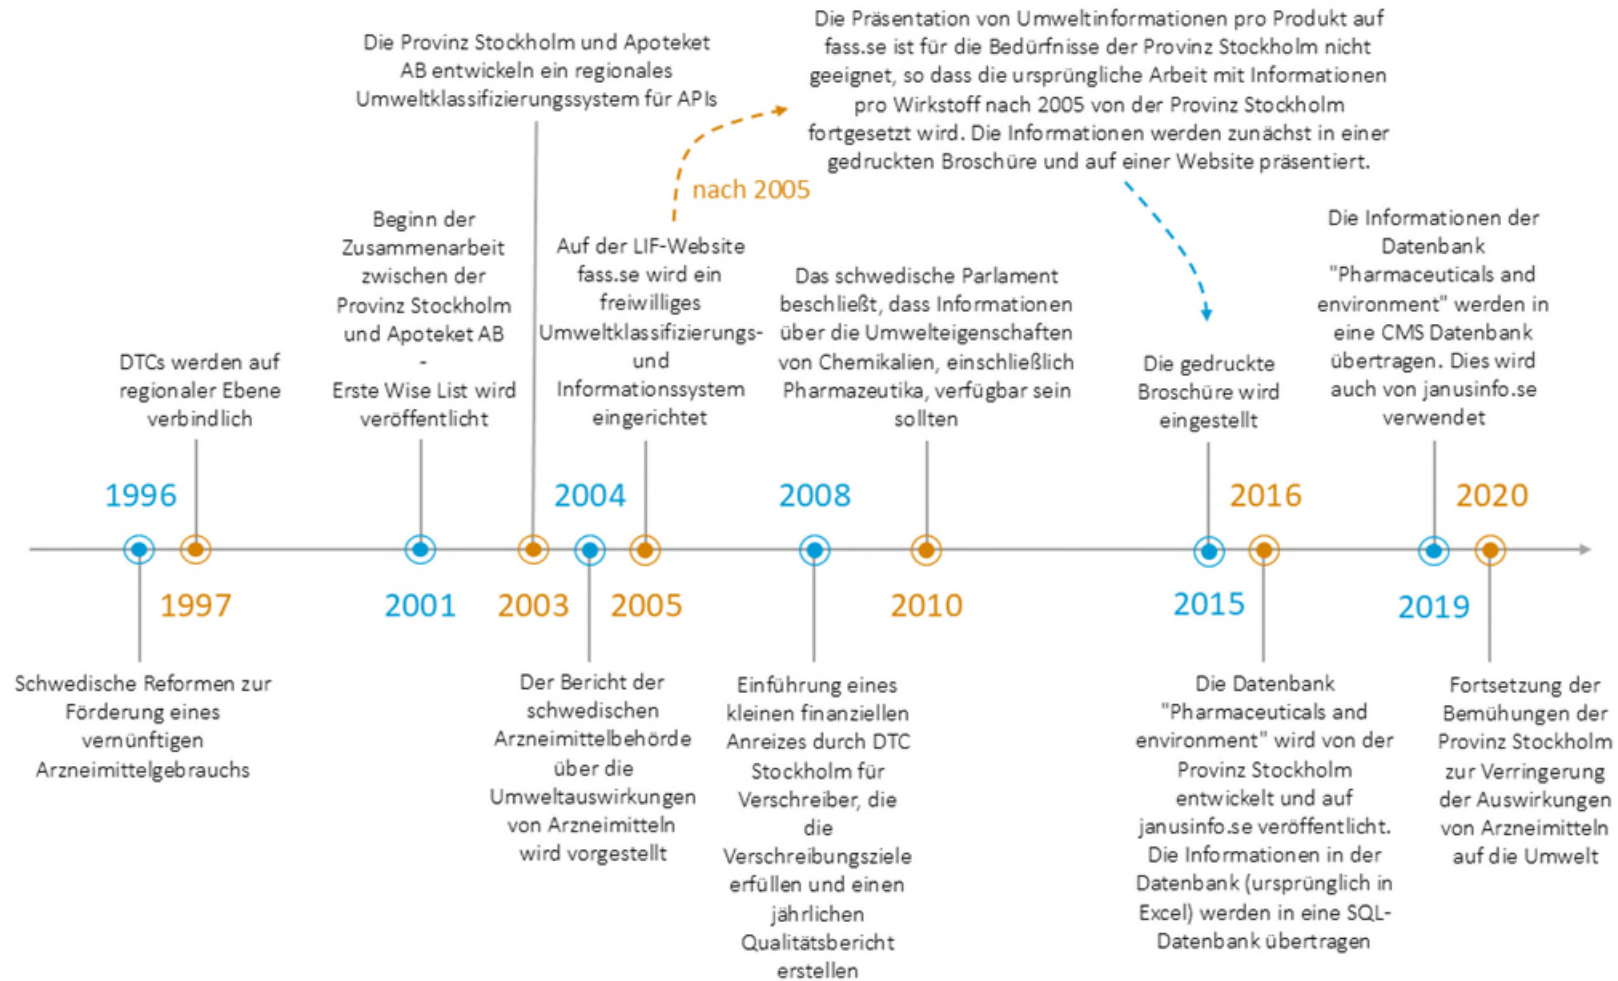 Die Provinz Stockholm und Apoteket
AB entwickeln ein regionales
Umweltklassifizierungssystem für APIs
Die Präsentation von Umweltinformationen pro Produkt auf
fass.se ist für die Bedürfnisse der Provinz Stockholm nicht
geeignet, so dass die ursprüngliche Arbeit mit Informationen
pro Wirkstoff nach 2005 von der Provinz Stockholm
fortgesetzt wird. Die Informationen werden zunächst in einer
gedruckten Broschüre und auf einer Website präsentiert.
nach 2005
DTCs werden auf
regionaler Ebene
verbindlich
Beginn der
Zusammenarbeit
zwischen der
Provinz Stockholm
und Apoteket AB
-
Erste Wise List wird
veröffentlicht
Auf der LIF-Website
fass.se wird ein
freiwilliges
Umweltklassifizierungs-
und
Informationssystem
eingerichtet
Das schwedische Parlament
beschließt, dass Informationen
über die Umwelteigenschaften
von Chemikalien, einschließlich
Pharmazeutika, verfügbar sein
sollten
Die gedruckte
Broschüre wird
eingestellt
Die Informationen der
Datenbank
"Pharmaceuticals and
environment" werden in
eine CMS Datenbank
übertragen. Dies wird
auch von janusinfo.se
verwendet
1996
2004
2008
2016
2020
1997
2001
2003
2005
2010
2015
2019
Schwedische Reformen zur
Förderung eines
vernünftigen
Arzneimittelgebrauchs
Der Bericht der
schwedischen
Arzneimittelbehörde
über die
Umweltauswirkungen
von Arzneimitteln
wird vorgestellt
Einführung eines
kleinen finanziellen
Anreizes durch DTC
Stockholm für
Verschreiber, die
die
Verschreibungsziele
erfüllen und einen
jährlichen
Qualitätsbericht
erstellen
Die Datenbank
"Pharmaceuticals and
environment" wird von der
Provinz Stockholm
entwickelt und auf
janusinfo.se veröffentlicht.
Die Informationen in der
Datenbank (ursprünglich in
Excel) werden in eine SQL-
Datenbank übertragen
Fortsetzung der
Bemühungen der
Provinz Stockholm
zur Verringerung
der Auswirkungen
von Arzneimitteln
auf die Umwelt